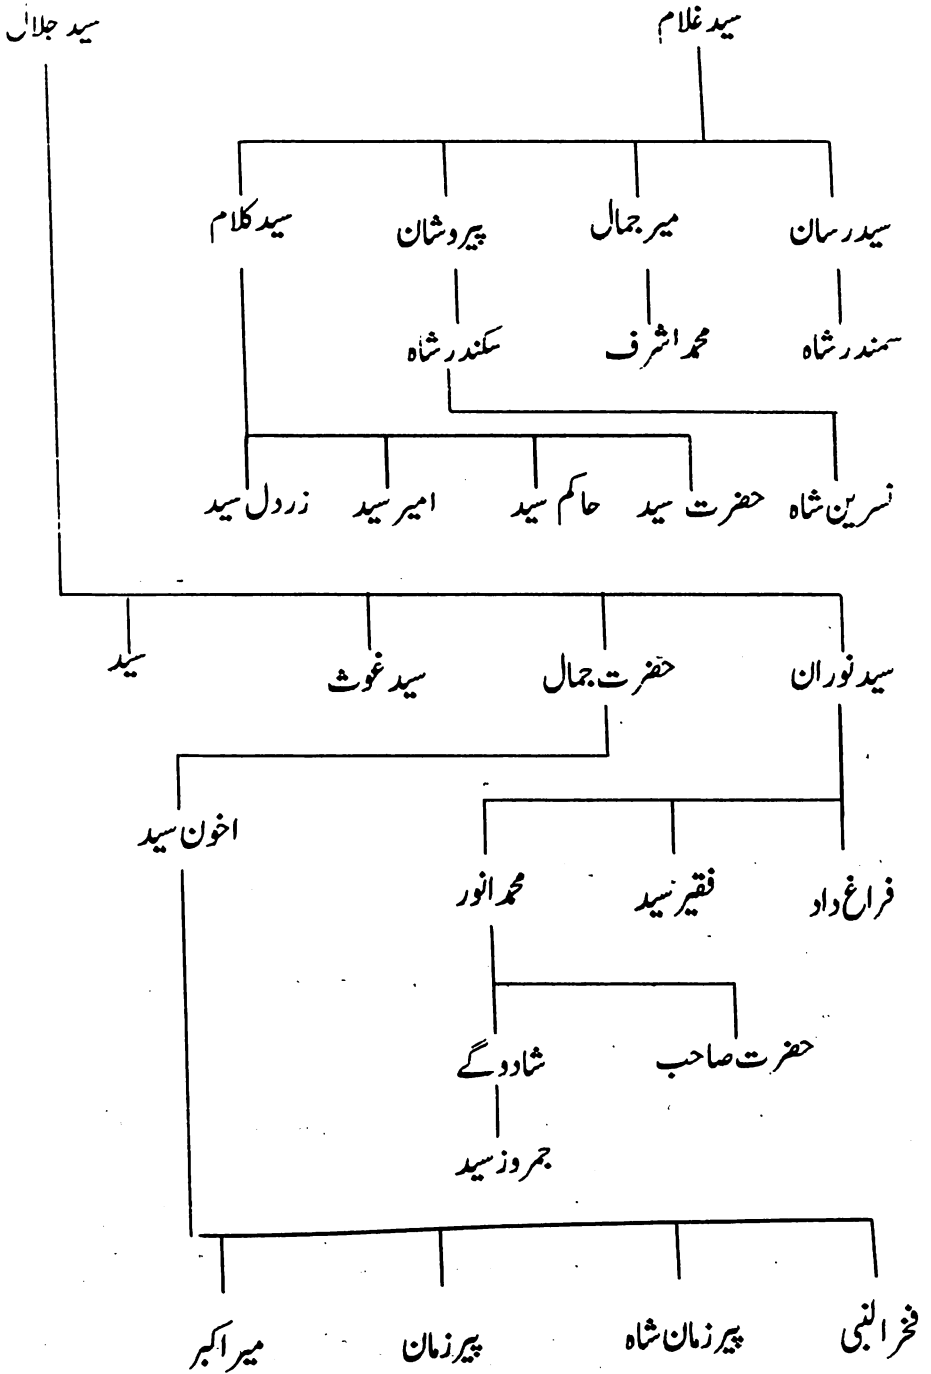 سید غلام
سید جلال
سید رسان
میر جمال
پیروشان
سید کلام
سمندر شاہ
محمد اشرف
سکندر شاہ
نسرین شاہ
حضرت سید
حاکم سید
امیر سید
زردل سید
سید نوران
حضرت جمال
سید غوث
سید
اخون سید
فراغ داد
فقیر سید
محمد انور
حضرت صاحب
شادوگے
جمروز سید
فخر النبی
پیر زمان شاہ
پیر زمان
میر اکبر